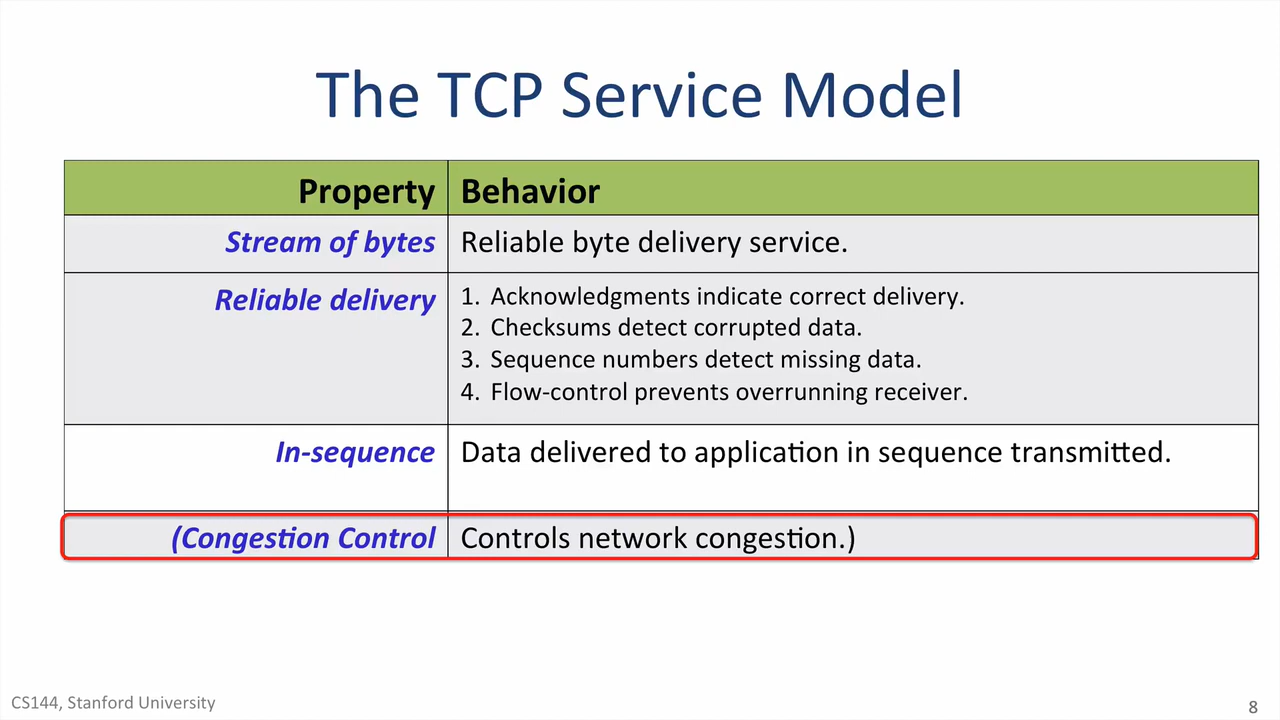 The TCP Service Model
Property Behavior
Stream of bytes Reliable byte delivery service.
Reliable delivery 1. Acknowledgments indicate correct delivery.
2. Checksums detect corrupted data.
3. Sequence numbers detect missing data.
4. Flow-control prevents overrunning receiver.
In-sequence Data delivered to application in sequence transmitted.
(Congestion Control Controls network congestion.)
CS144, Stanford University
8